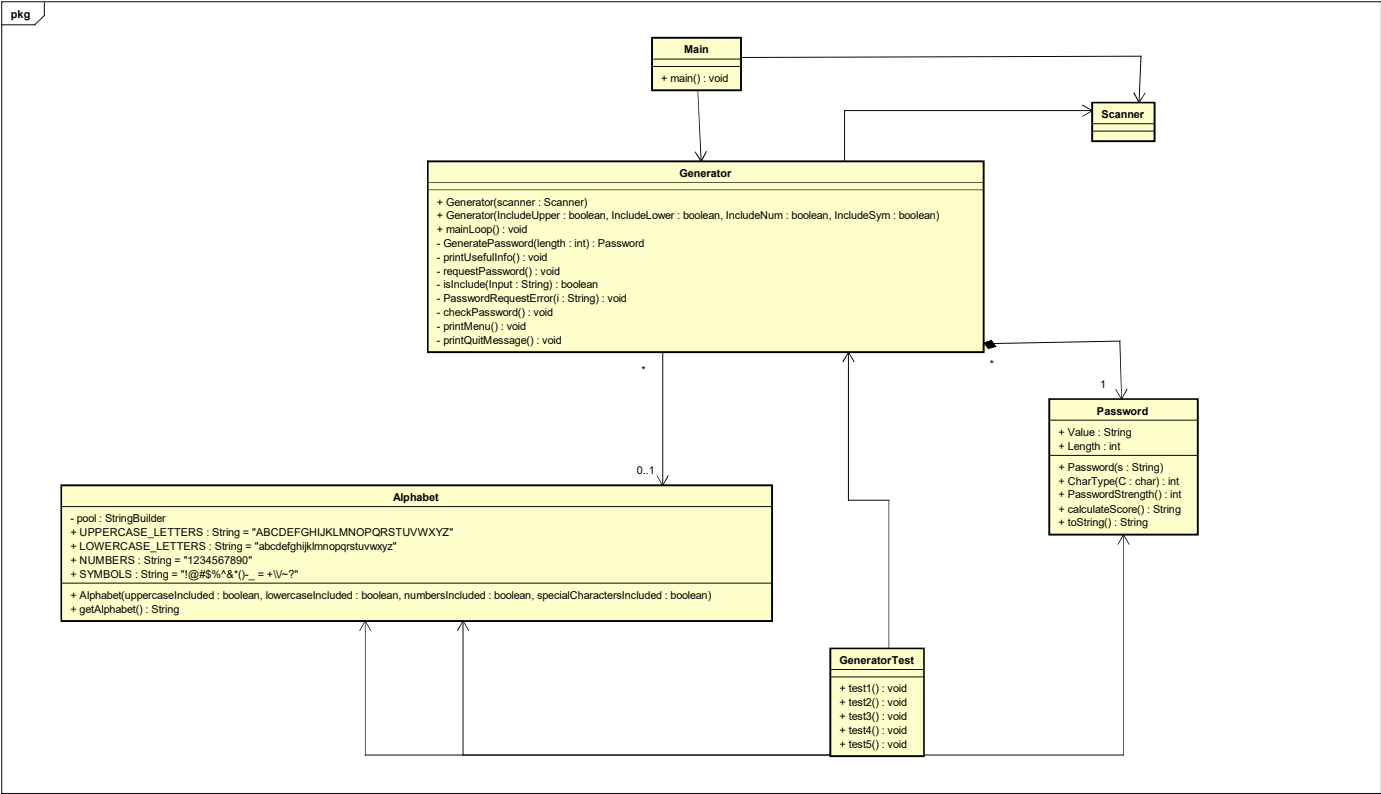 pkg
Main
+ main() : void
Scanner
Generator
+ Generator(scanner : Scanner)
+ Generator(IncludeUpper : boolean, IncludeLower : boolean, IncludeNum : boolean, IncludeSym : boolean)
+ mainLoop() : void
- GeneratePassword(length : int) : Password
- printUsefulInfo() : void
- requestPassword() : void
- isInclude(Input : String) : boolean
- PasswordRequestError(i : String) : void
- checkPassword() : void
- printMenu() : void
- printQuitMessage() : void
*
*
1
Password
+ Value : String
+ Length : int
+ Password(s : String)
+ CharType(C : char) : int
+ PasswordStrength() : int
+ calculateScore() : String
+ toString() : String
0..1
Alphabet
- pool : StringBuilder
+ UPPERCASE_LETTERS : String = "ABCDEFGHIJKLMNOPQRSTUVWXYZ"
+ LOWERCASE_LETTERS : String = "abcdefghijklmnopqrstuvwxyz"
+ NUMBERS : String = "1234567890"
+ SYMBOLS : String = "!@#$%^&*()-_ = +\\/~?"
+ Alphabet(uppercaseIncluded : boolean, lowercaseIncluded : boolean, numbersIncluded : boolean, specialCharactersIncluded : boolean)
+ getAlphabet() : String
GeneratorTest
+ test1() : void
+ test2() : void
+ test3() : void
+ test4() : void
+ test5() : void